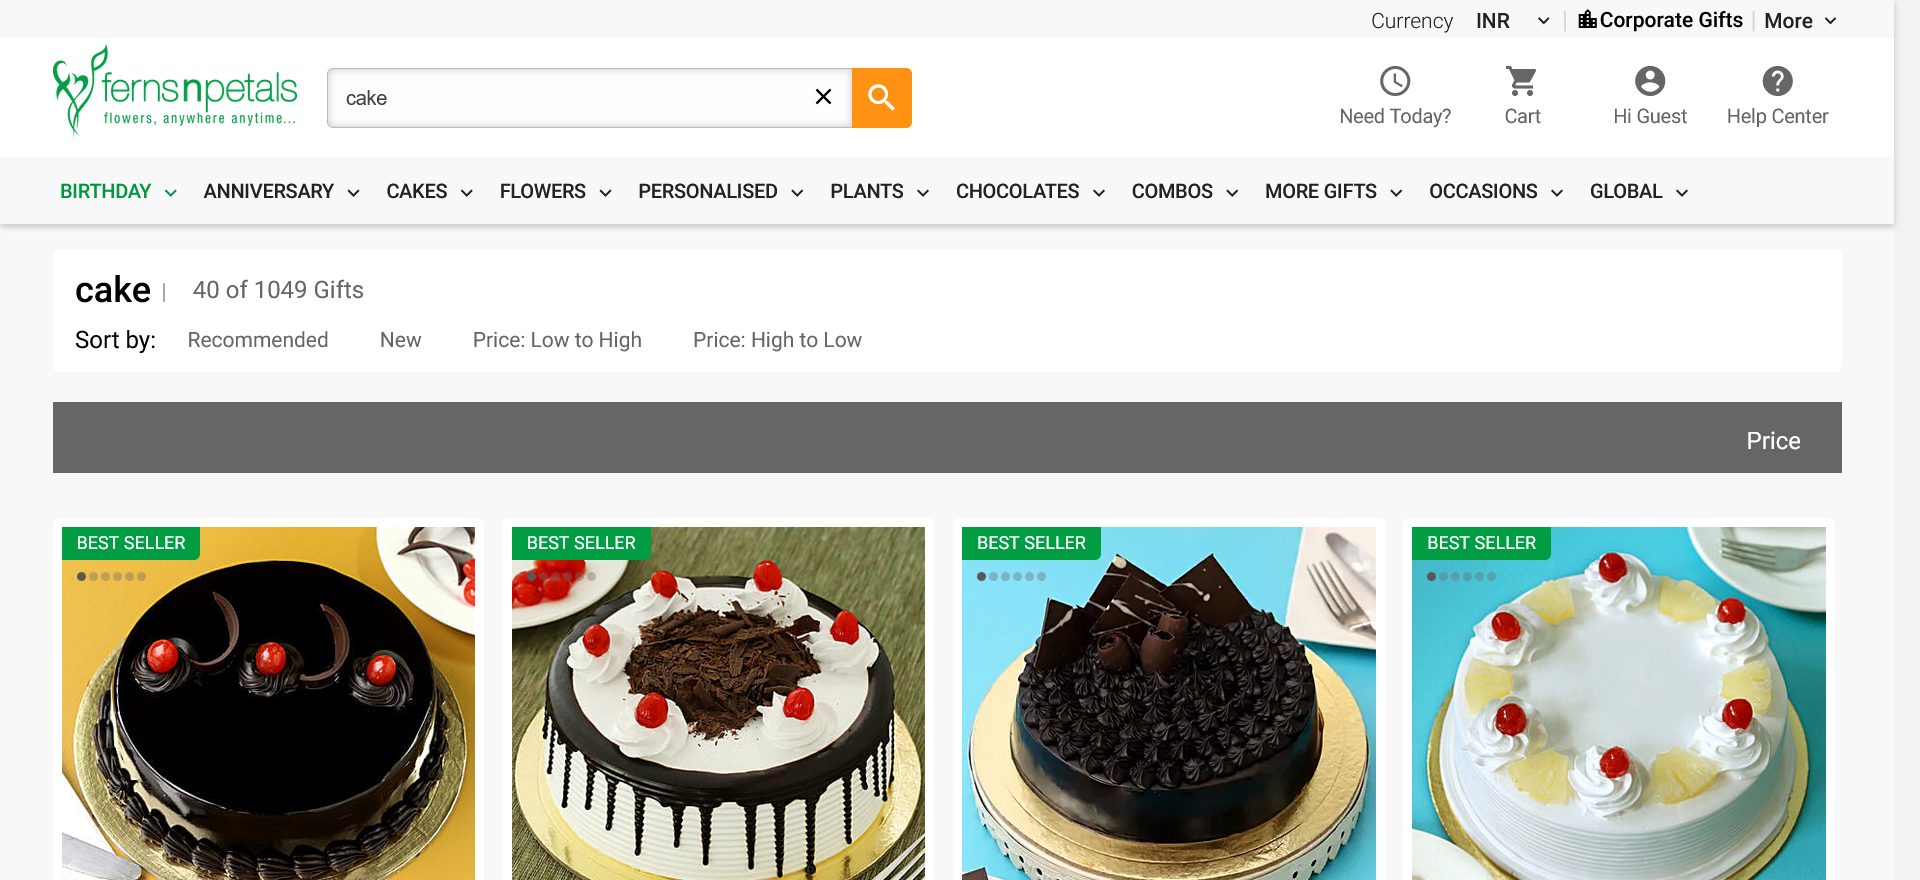 Currency INR Corporate Gifts More
fernsnpetals
flowers, anywhere anytime...
cake
Need Today? Cart Hi Guest Help Center
BIRTHDAY ANNIVERSARY CAKES FLOWERS PERSONALISED PLANTS CHOCOLATES COMBOS MORE GIFTS OCCASIONS GLOBAL
cake | 40 of 1049 Gifts
Sort by: Recommended New Price: Low to High Price: High to Low
Price
BEST SELLER BEST SELLER BEST SELLER BEST SELLER